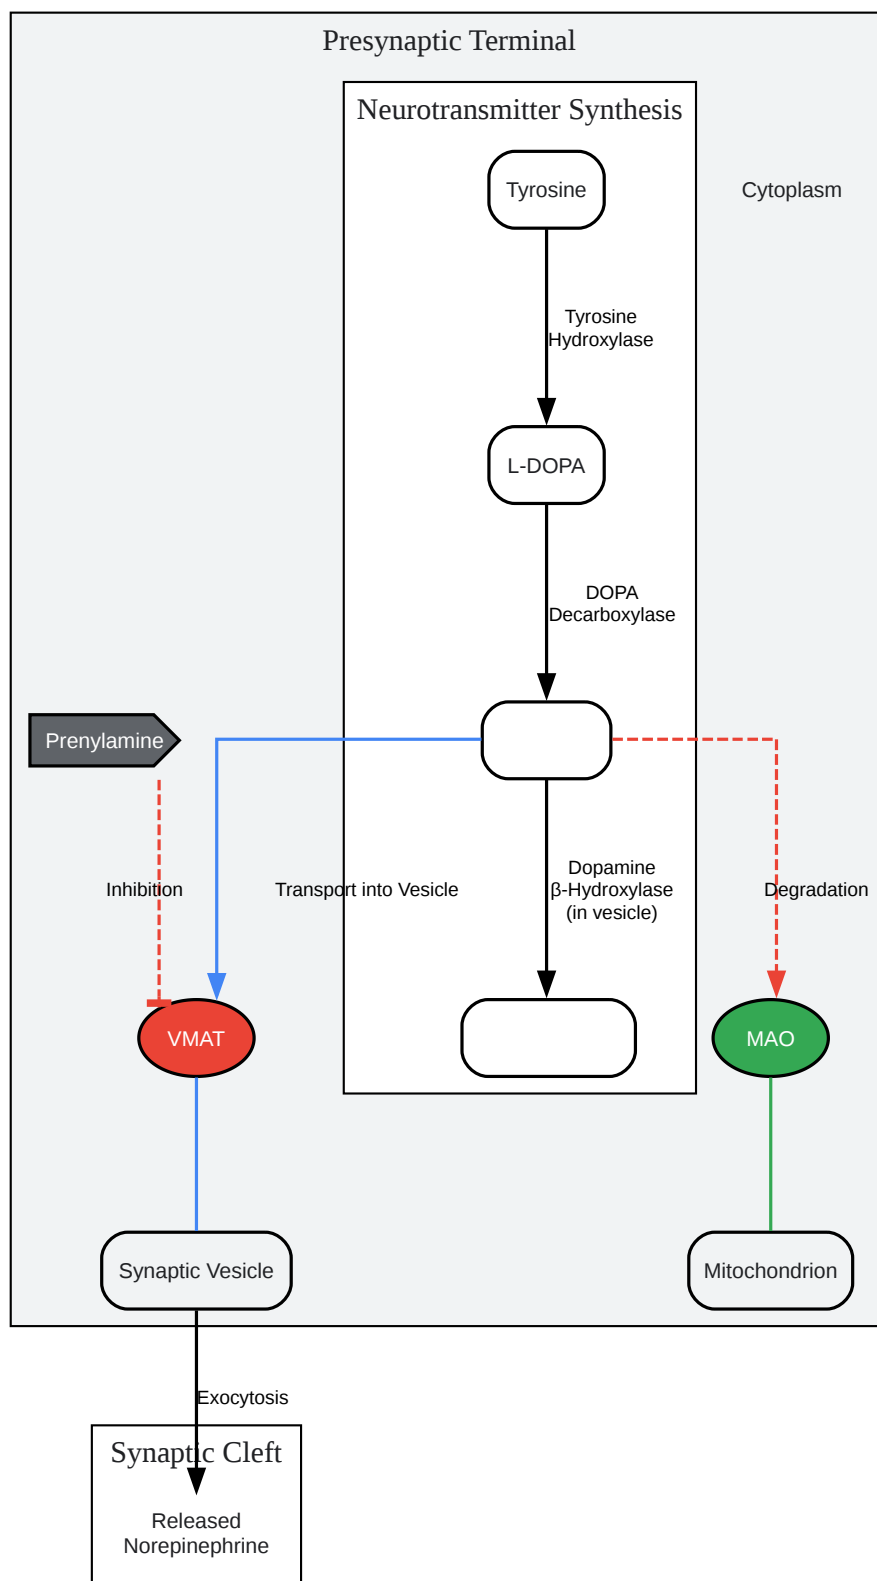 Presynaptic Terminal
Neurotransmitter Synthesis
Tyrosine
Cytoplasm
Tyrosine
Hydroxylase
L-DOPA
DOPA
Decarboxylase
Prenylamine
Inhibition
Transport into Vesicle
Dopamine
β-Hydroxylase
(in vesicle)
Degradation
VMAT
MAO
Synaptic Vesicle
Mitochondrion
Exocytosis
Synaptic Cleft
Released
Norepinephrine